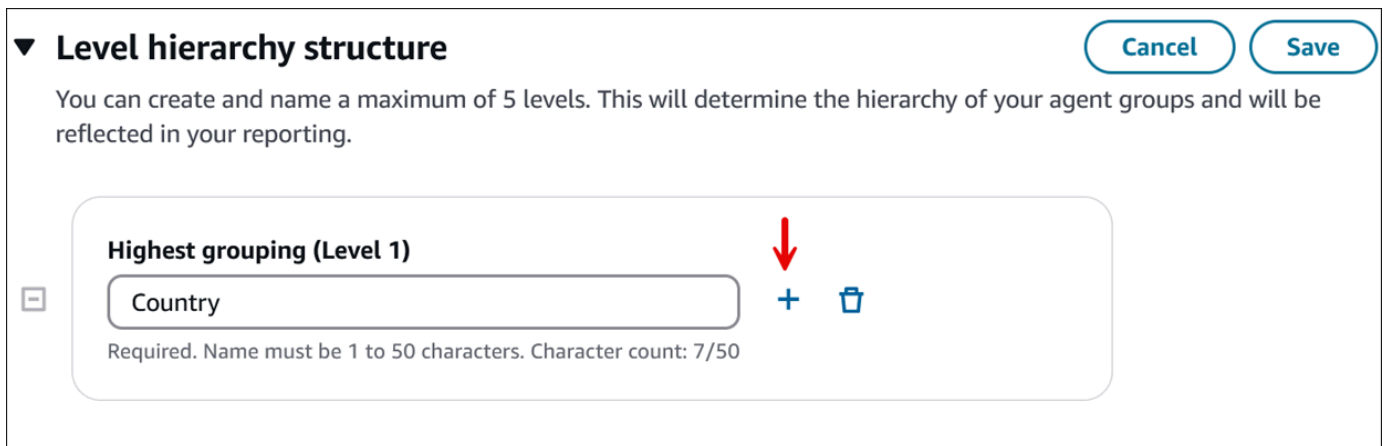 Level hierarchy structure
Cancel
Save
You can create and name a maximum of 5 levels. This will determine the hierarchy of your agent groups and will be
reflected in your reporting.
Highest grouping (Level 1)
Country
Required. Name must be 1 to 50 characters. Character count: 7/50